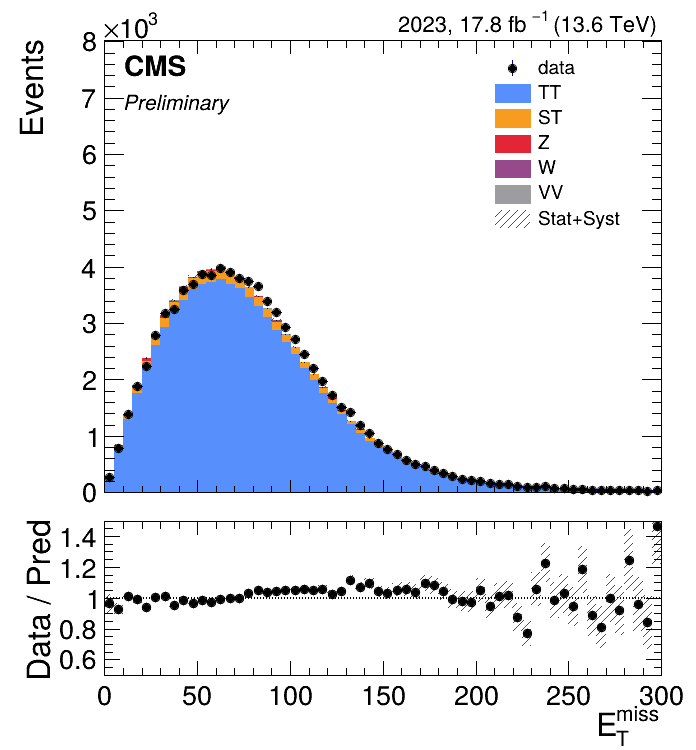 ×10³
2023, 17.8 fb⁻¹ (13.6 TeV)
Events
8
7
6
5
4
3
2
1
0
CMS
Preliminary
data
TT
ST
Z
W
VV
Stat+Syst
Data / Pred
1.4
1.2
1
0.8
0.6
0 50 100 150 200 250 300
E_T^miss